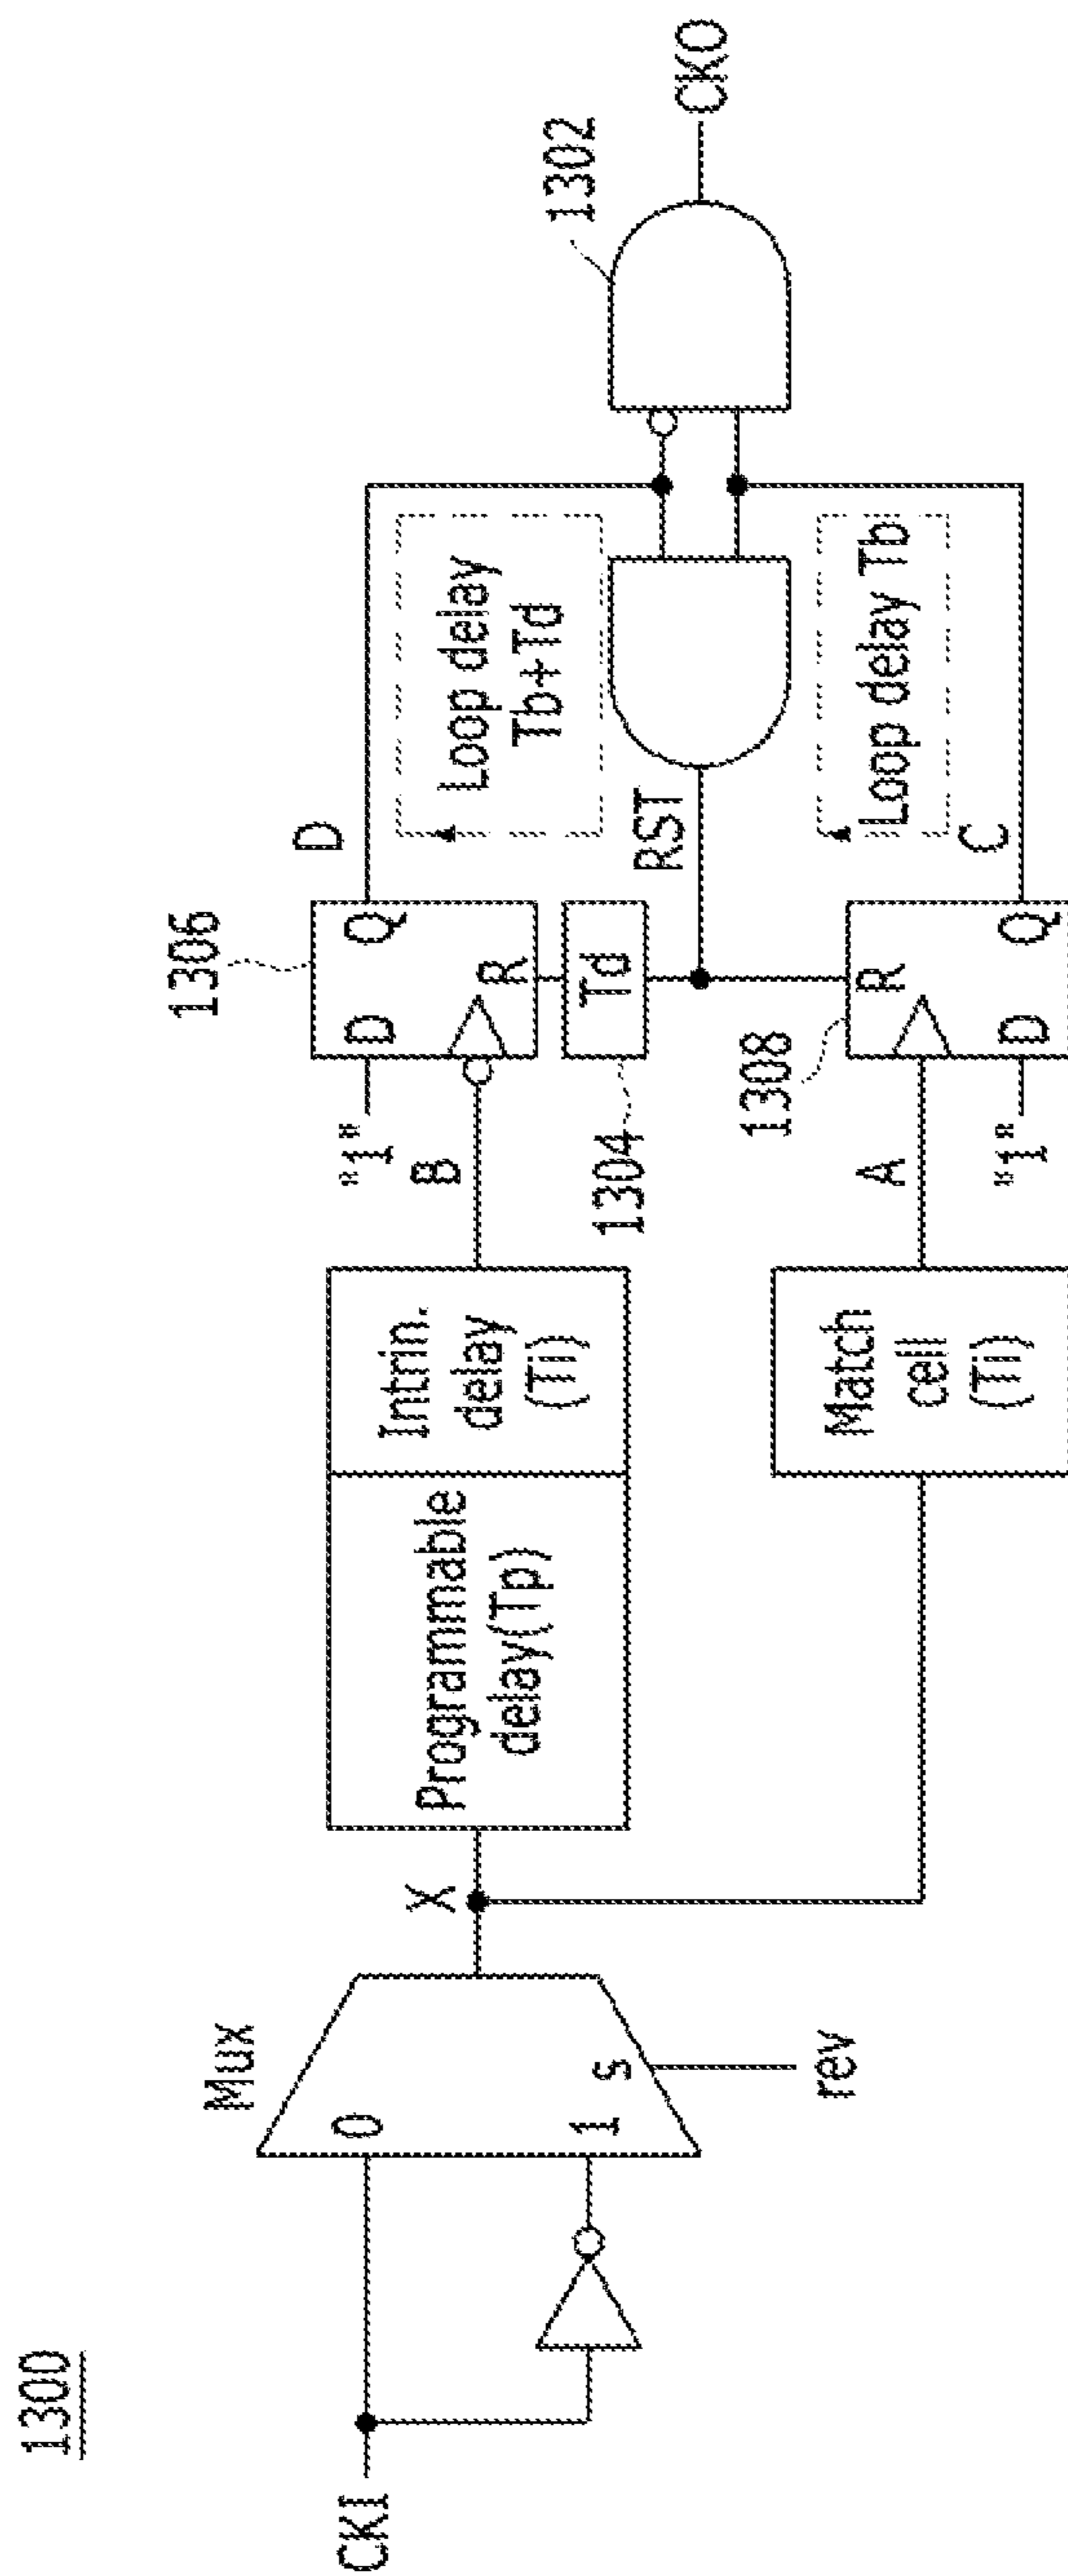 1300
CKI
Mux
0
1
s
rev
X
Programmable
delay(Tp)
Intrin.
delay
(Ti)
Match
cell
(Ti)
B
A
"1"
"1"
1306
D
Q
R
Td
1304
1308
R
D
Q
D
Loop delay
Tb+Td
RST
Loop delay Tb
C
1302
CKO